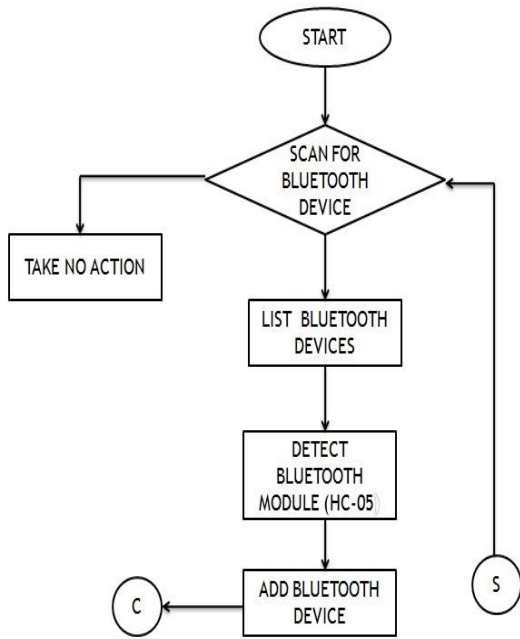 START
SCAN FOR
BLUETOOTH
DEVICE
TAKE NO ACTION
LIST BLUETOOTH
DEVICES
DETECT
BLUETOOTH
MODULE (HC-05)
ADD BLUETOOTH
DEVICE
C
S